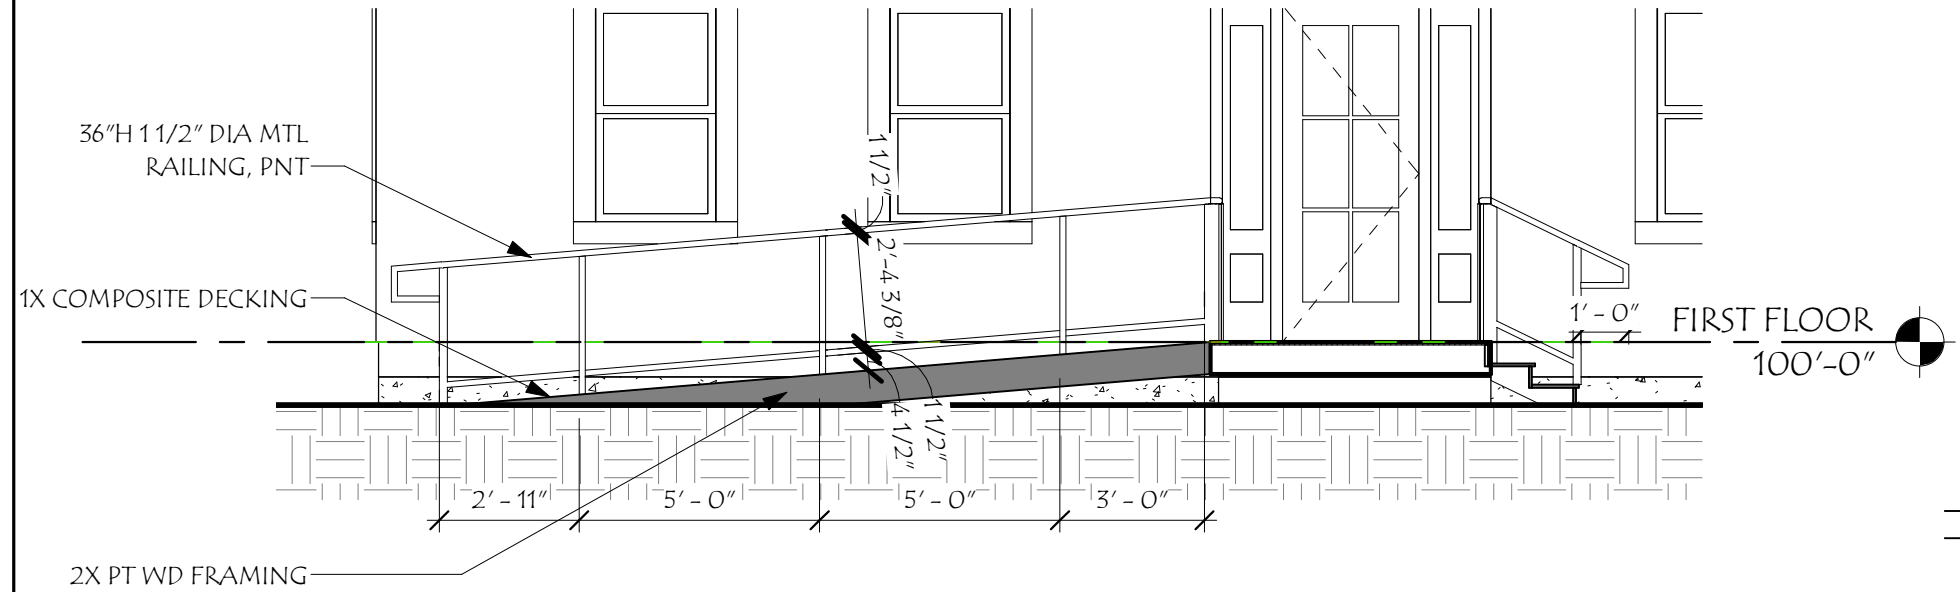 36"H 1 1/2" DIA MTL
RAILING, PNT
1X COMPOSITE DECKING
2X PT WD FRAMING
1 1/2"
2'-4 3/8"
1 1/2"
4 1/2"
2' - 11"
5' - 0"
5' - 0"
3' - 0"
1' - 0"
FIRST FLOOR
100'-0"